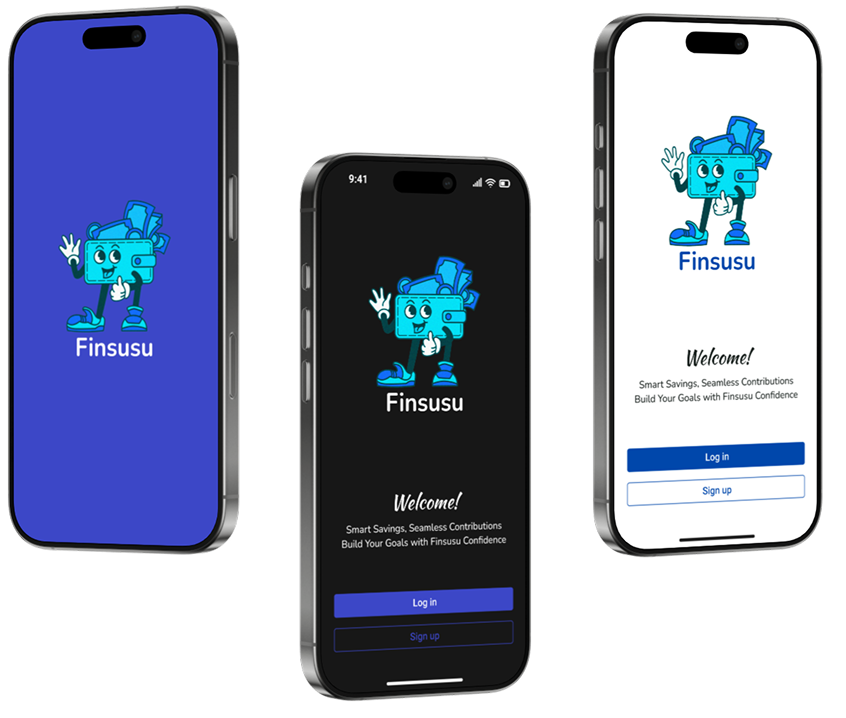 Finsusu
9:41
Finsusu
Welcome!
Smart Savings, Seamless Contributions
Build Your Goals with Finsusu Confidence
Log in
Sign up
Finsusu
Welcome!
Smart Savings, Seamless Contributions
Build Your Goals with Finsusu Confidence
Log in
Sign up